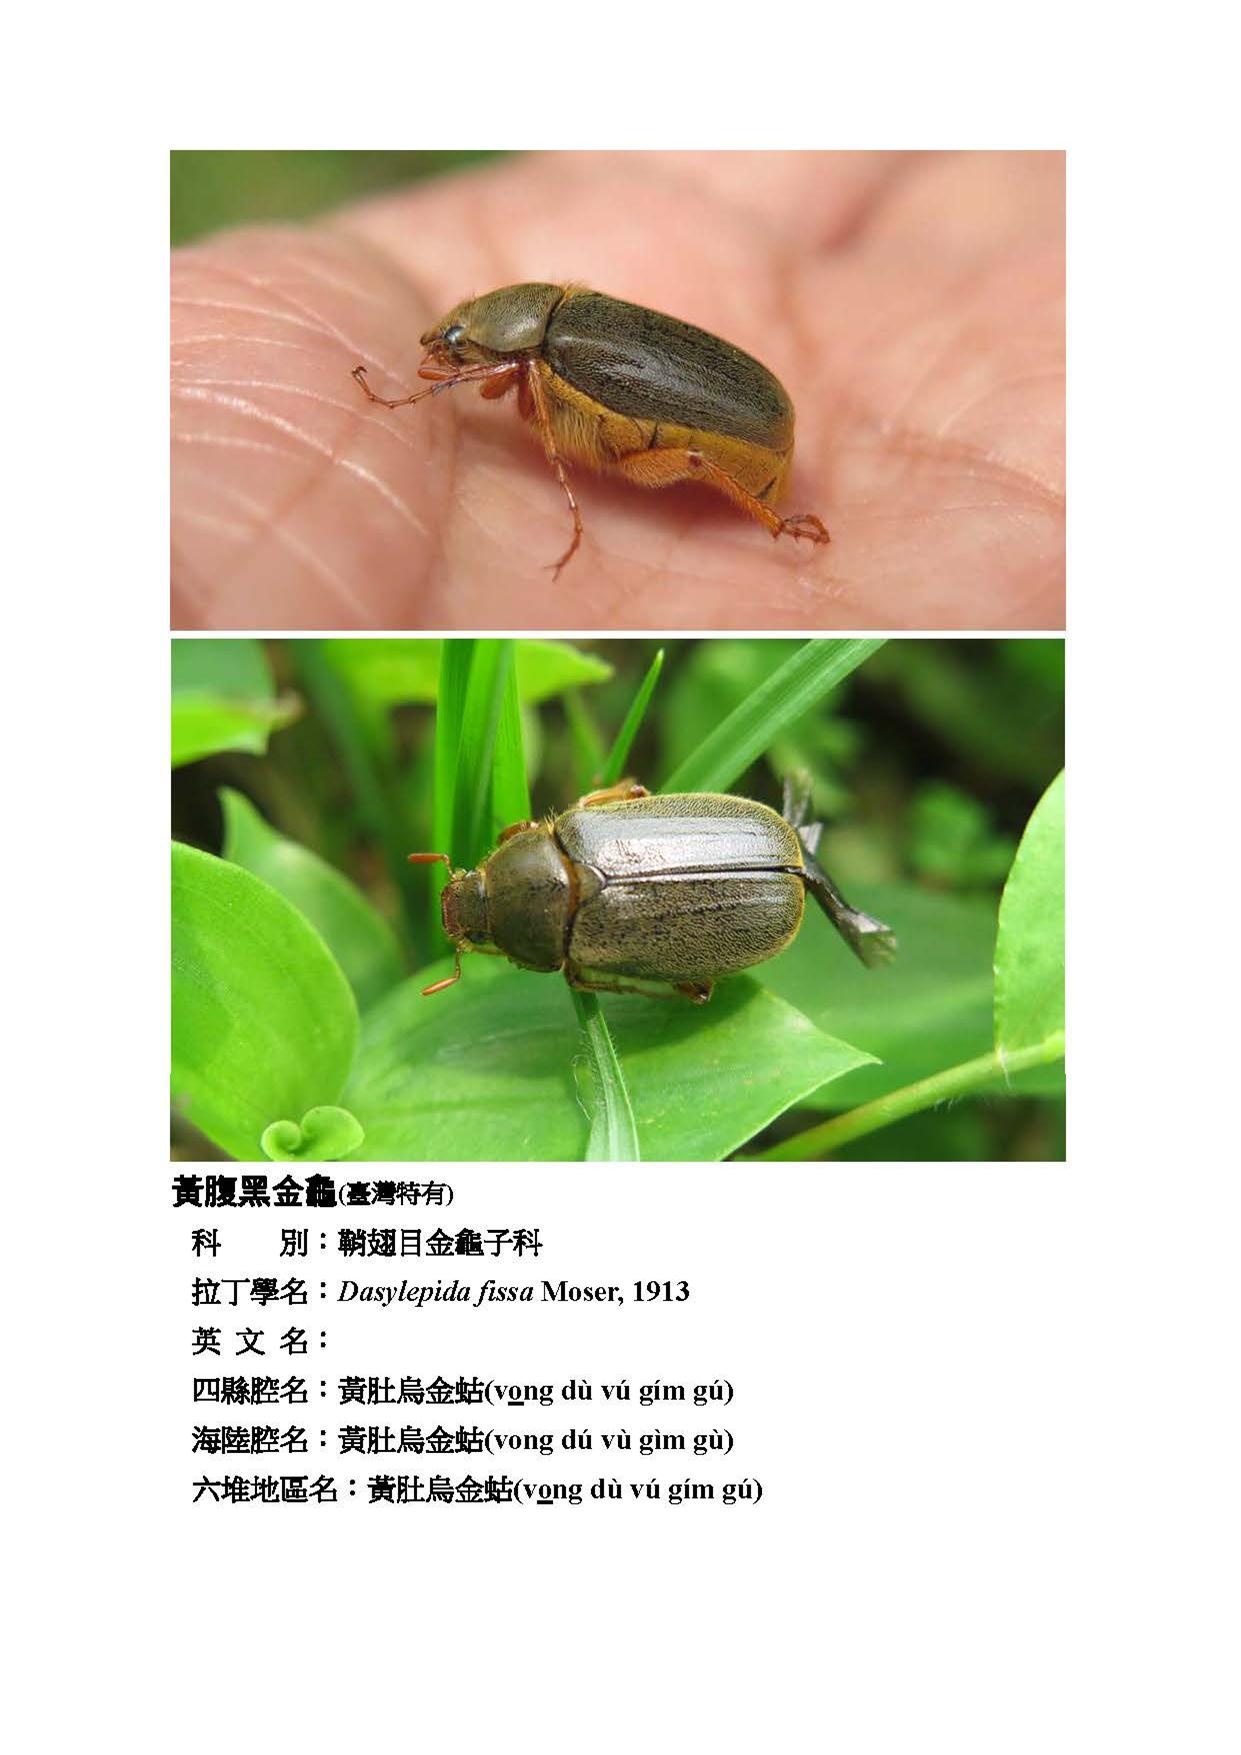 黃腹黑金龜(臺灣特有)
科　　別：鞘翅目金龜子科
拉丁學名：Dasylepida fissa Moser, 1913
英 文 名：
四縣腔名：黃肚烏金蛄(vong dù vú gím gú)
海陸腔名：黃肚烏金蛄(vong dú vù gìm gù)
六堆地區名：黃肚烏金蛄(vong dù vú gím gú)